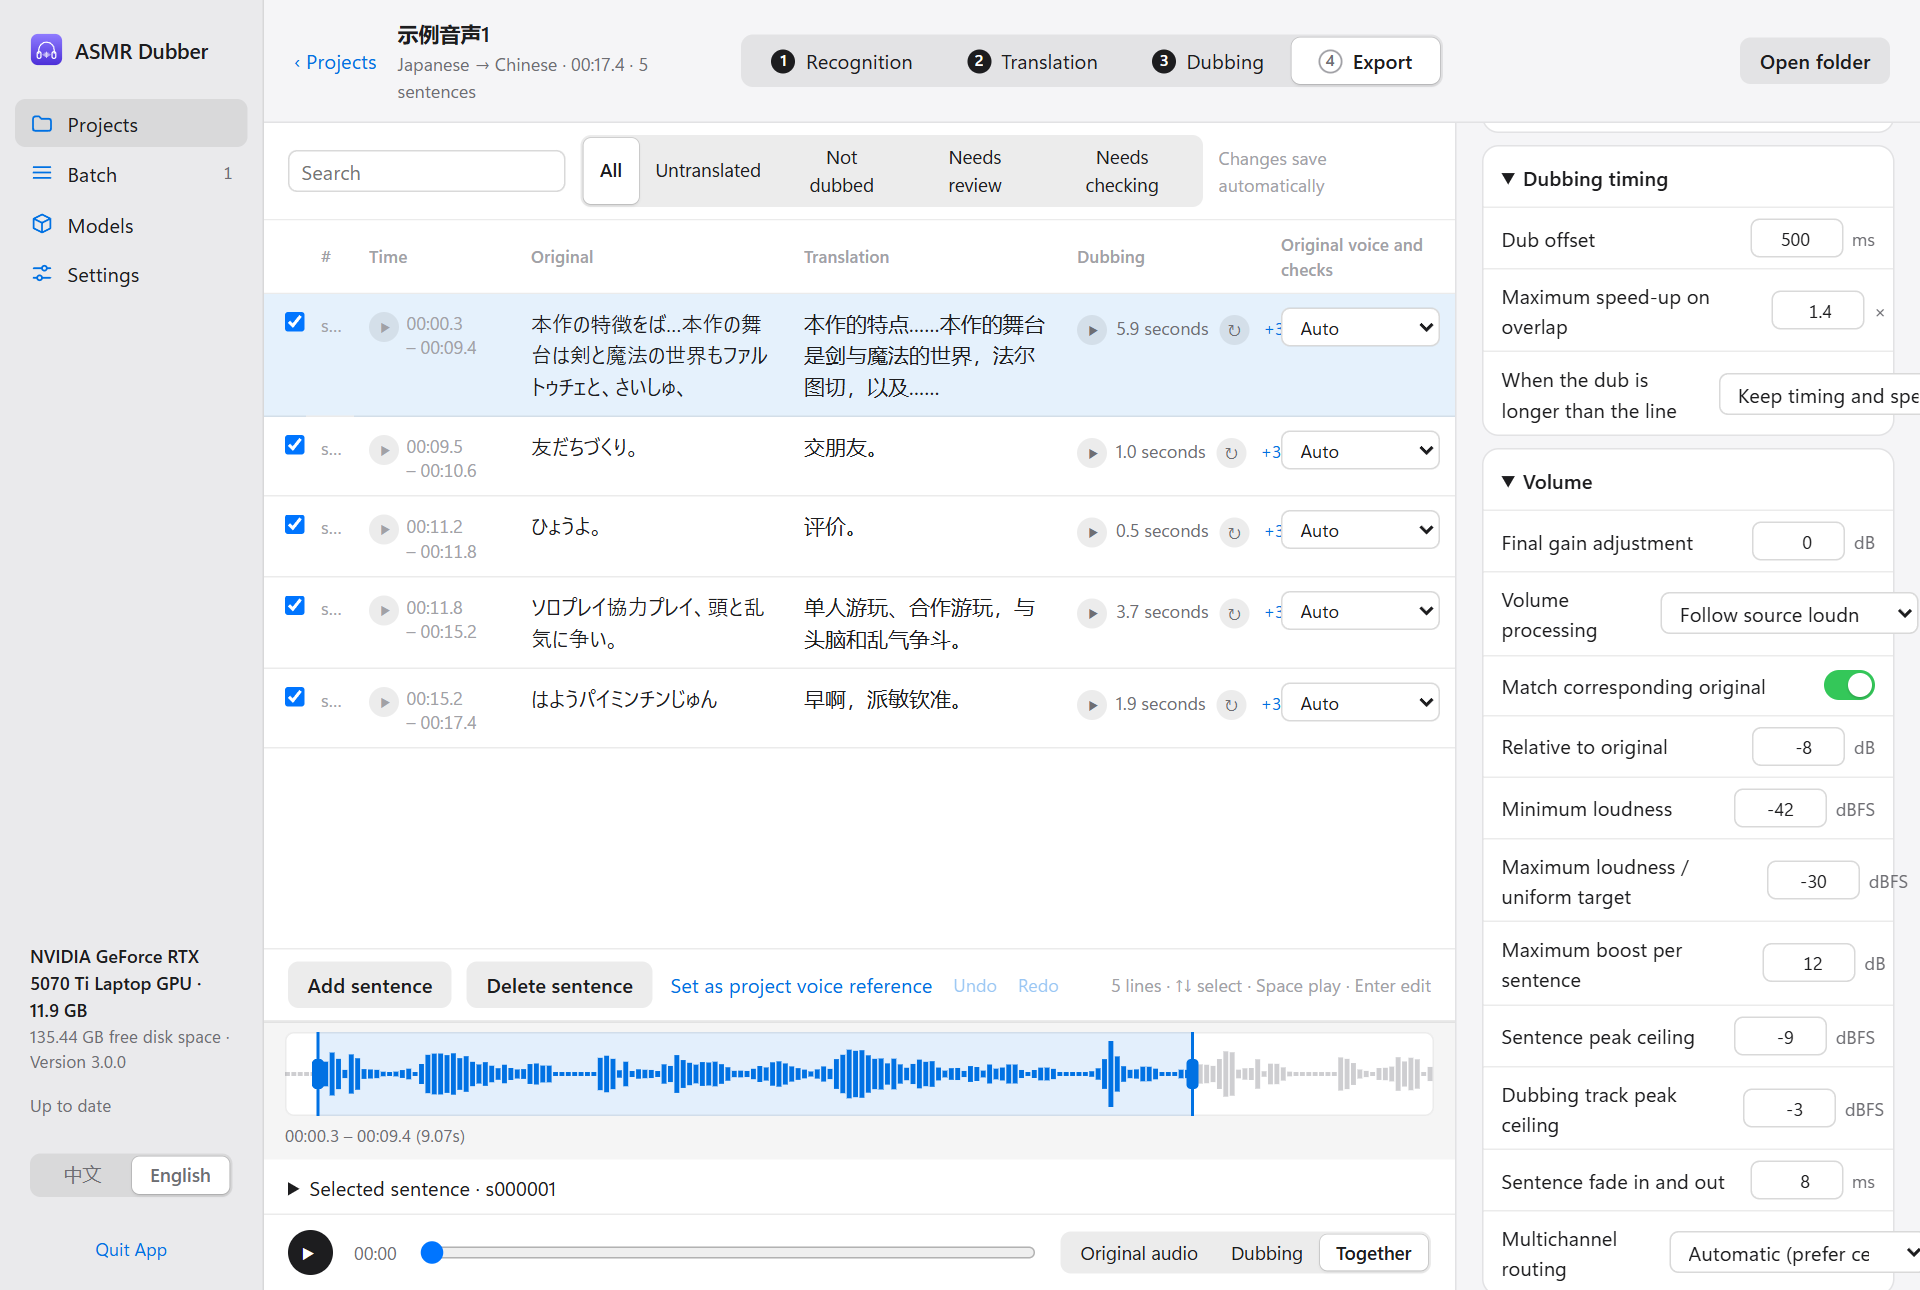 ASMR Dubber
Projects
Batch 1
Models
Settings
NVIDIA GeForce RTX
5070 Ti Laptop GPU ·
11.9 GB
135.44 GB free disk space ·
Version 3.0.0
Up to date
中文 English
Quit App
‹ Projects
示例音声1
Japanese → Chinese · 00:17.4 · 5
sentences
1 Recognition 2 Translation 3 Dubbing 4 Export
Open folder
Search
All Untranslated Not dubbed Needs review Needs checking
Changes save
automatically
# Time Original Translation Dubbing Original voice and checks
s... 00:00.3
– 00:09.4
本作の特徴をば...本作の舞
台は剣と魔法の世界もファル
トゥチェと、さいしゅ、
本作的特点......本作的舞台
是剑与魔法的世界，法尔
图切，以及......
5.9 seconds ↻ +3 Auto
s... 00:09.5
– 00:10.6
友だちづくり。
交朋友。
1.0 seconds ↻ +3 Auto
s... 00:11.2
– 00:11.8
ひょうよ。
评价。
0.5 seconds ↻ +3 Auto
s... 00:11.8
– 00:15.2
ソロプレイ協力プレイ、頭と乱
気に争い。
单人游玩、合作游玩，与
头脑和乱气争斗。
3.7 seconds ↻ +3 Auto
s... 00:15.2
– 00:17.4
はようパイミンチンじゅん
早啊，派敏钦准。
1.9 seconds ↻ +3 Auto
Add sentence Delete sentence Set as project voice reference Undo Redo 5 lines · ↑↓ select · Space play · Enter edit
00:00.3 – 00:09.4 (9.07s)
▶ Selected sentence · s000001
00:00 Original audio Dubbing Together
▼ Dubbing timing
Dub offset 500 ms
Maximum speed-up on
overlap 1.4 ×
When the dub is
longer than the line Keep timing and spe
▼ Volume
Final gain adjustment 0 dB
Volume
processing Follow source loudn
Match corresponding original
Relative to original -8 dB
Minimum loudness -42 dBFS
Maximum loudness /
uniform target -30 dBFS
Maximum boost per
sentence 12 dB
Sentence peak ceiling -9 dBFS
Dubbing track peak
ceiling -3 dBFS
Sentence fade in and out 8 ms
Multichannel
routing Automatic (prefer ce